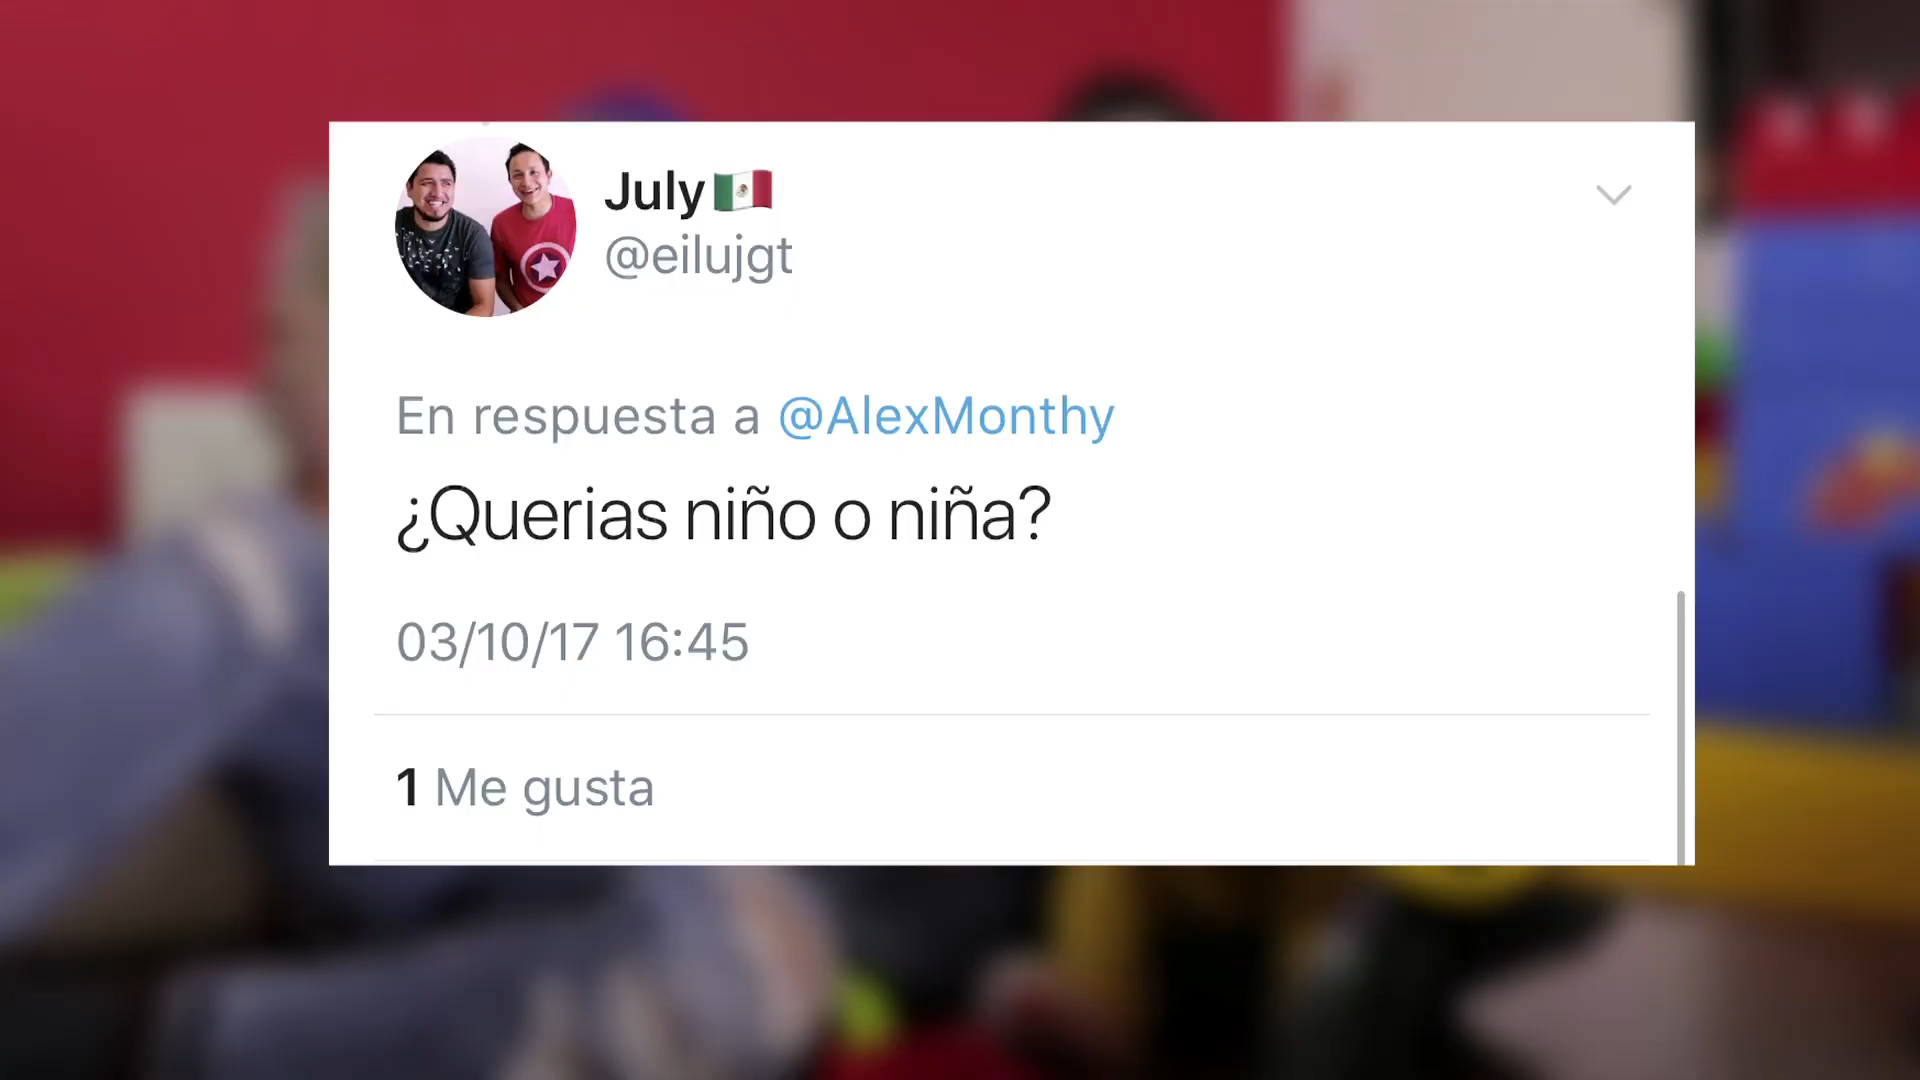 July🇲🇽
@eilujgt
En respuesta a @AlexMonthy
¿Querias niño o niña?
03/10/17 16:45
1 Me gusta